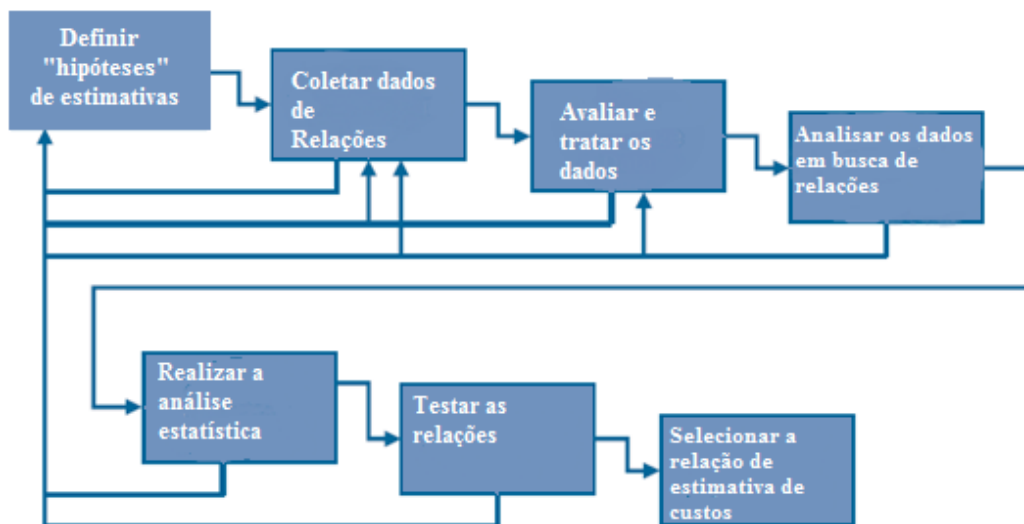 Definir
"hipóteses"
de estimativas
Coletar dados
de
Relações
Avaliar e
tratar os
dados
Analisar os dados
em busca de
relações
Realizar a
análise
estatística
Testar as
relações
Selecionar a
relação de
estimativa de
custos